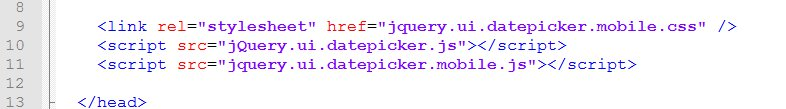 8
9 <link rel="stylesheet" href="jquery.ui.datepicker.mobile.css" />
10 <script src="jQuery.ui.datepicker.js"></script>
11 <script src="jquery.ui.datepicker.mobile.js"></script>
12
13 </head>